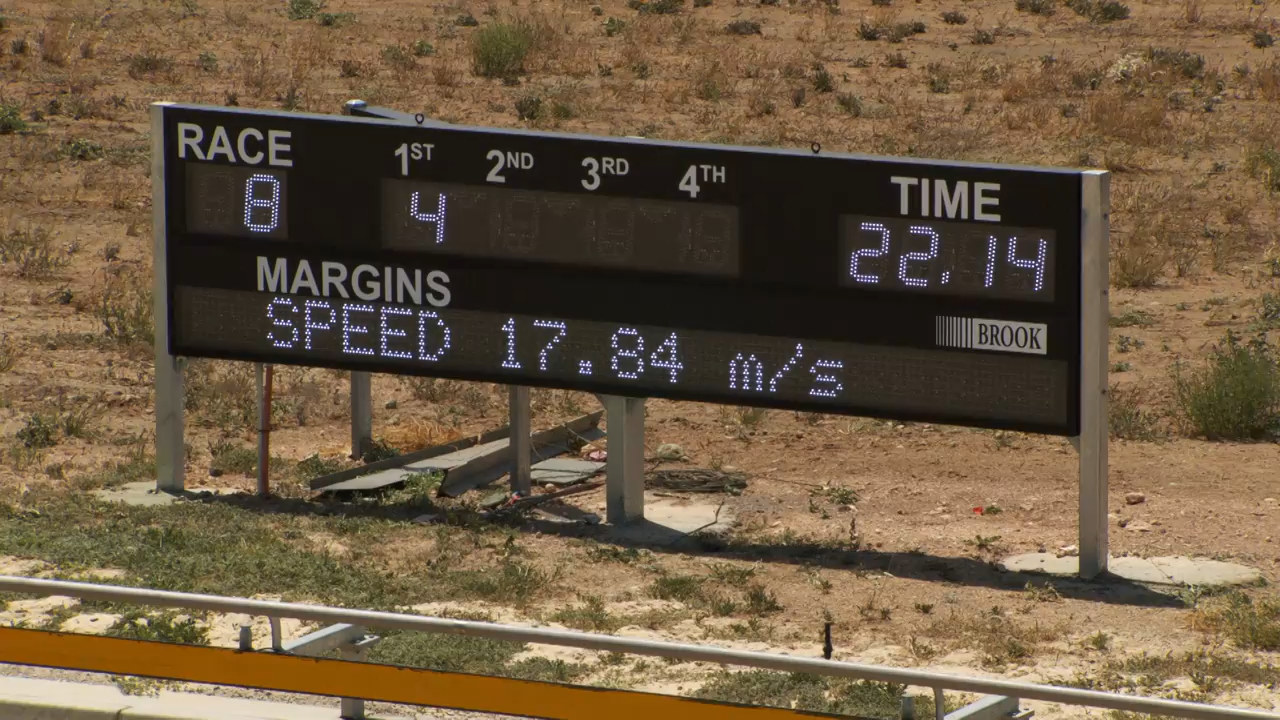 RACE 1ST 2ND 3RD 4TH TIME
8 4 22.14
MARGINS
SPEED 17.84 m/s
BROOK